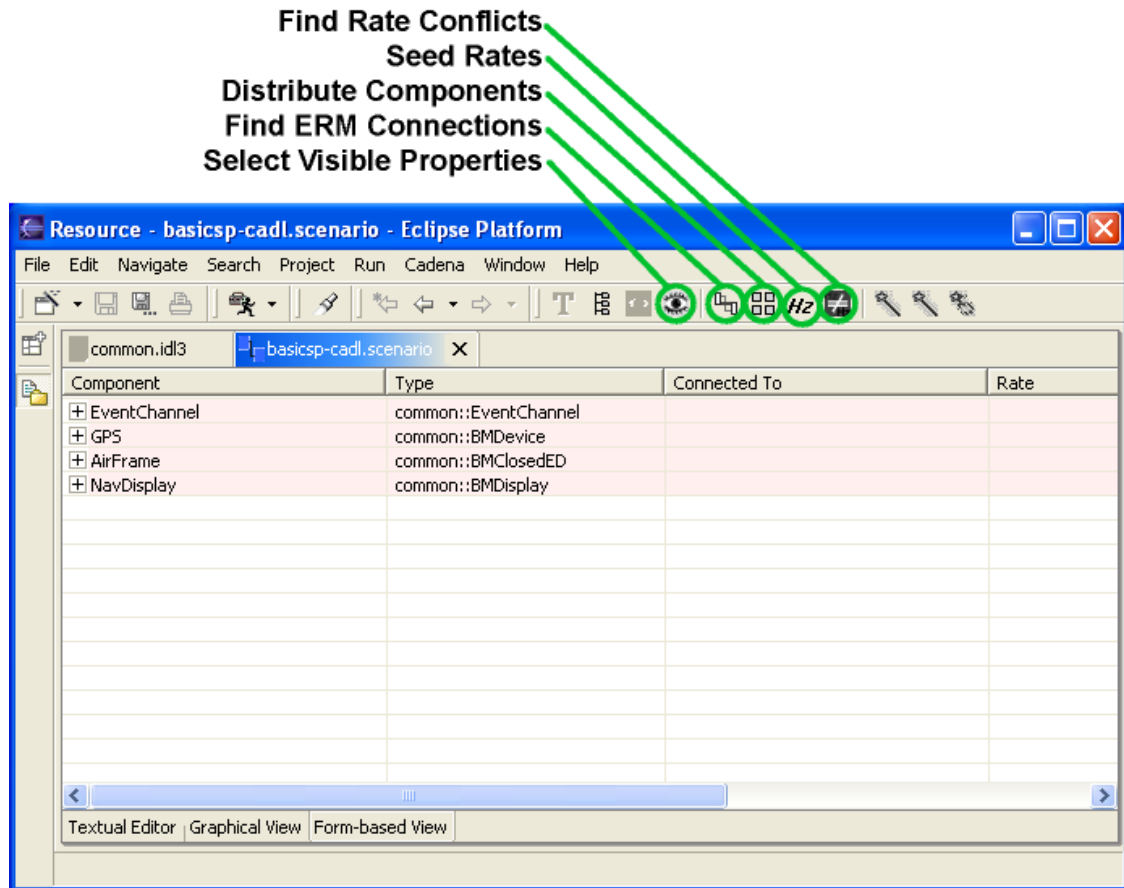 Find Rate Conflicts
Seed Rates
Distribute Components
Find ERM Connections
Select Visible Properties
Resource - basicsp-cadl.scenario - Eclipse Platform
File Edit Navigate Search Project Run Cadena Window Help
T Hz ≠
common.idl3 basicsp-cadl.scenario X
Component Type Connected To Rate
EventChannel common::EventChannel
GPS common::BMDevice
AirFrame common::BMClosedED
NavDisplay common::BMDisplay
Textual Editor Graphical View Form-based View